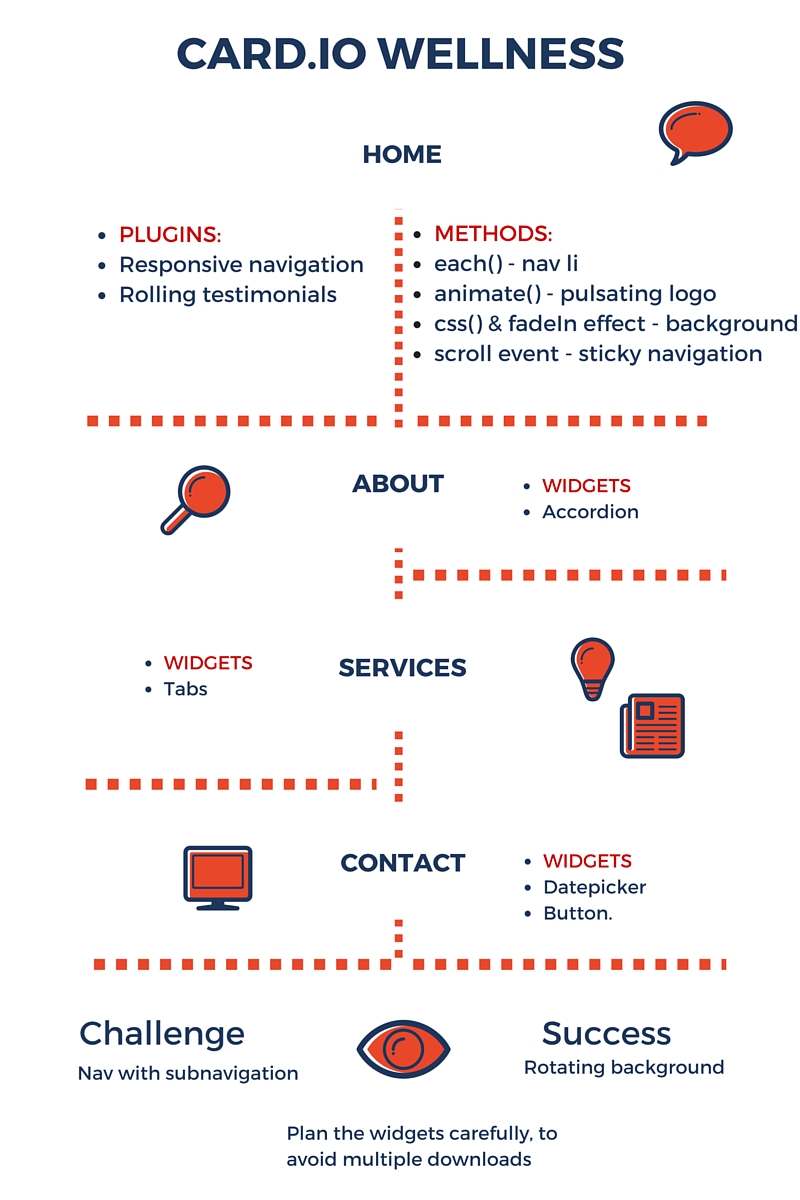 CARD.IO WELLNESS
HOME
PLUGINS:
Responsive navigation
Rolling testimonials
METHODS:
each() - nav li
animate() - pulsating logo
css() & fadeIn effect - background
scroll event - sticky navigation
ABOUT
WIDGETS
Accordion
WIDGETS
Tabs
SERVICES
CONTACT
WIDGETS
Datepicker
Button.
Challenge
Nav with subnavigation
Success
Rotating background
Plan the widgets carefully, to
avoid multiple downloads